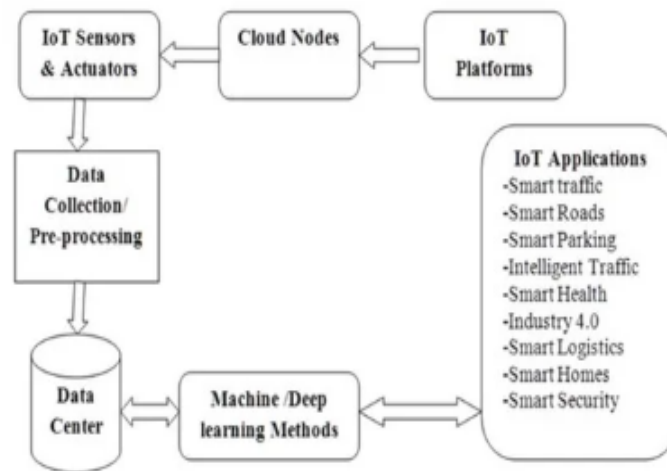 IoT Sensors
& Actuators
Cloud Nodes
IoT
Platforms
Data
Collection/
Pre-processing
IoT Applications
-Smart traffic
-Smart Roads
-Smart Parking
-Intelligent Traffic
-Smart Health
-Industry 4.0
-Smart Logistics
-Smart Homes
-Smart Security
Data
Center
Machine /Deep
learning Methods